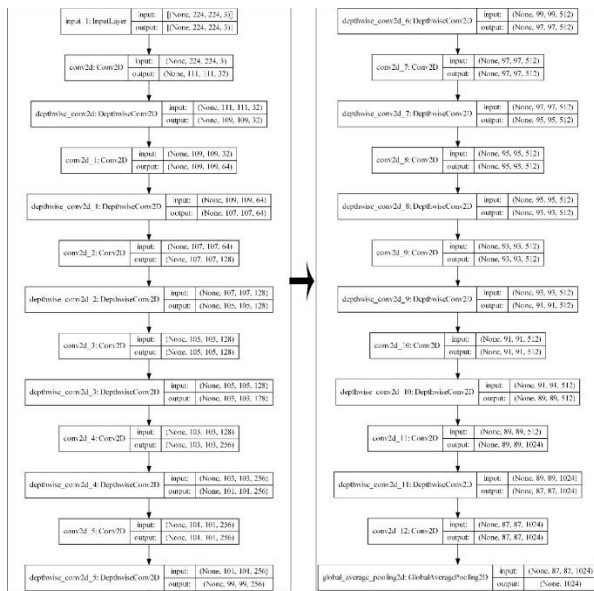 input_1: InputLayer
input: [(None, 224, 224, 3)]
output: [(None, 224, 224, 3)]
conv2d: Conv2D
input: (None, 224, 224, 3)
output: (None, 111, 111, 32)
depthwise_conv2d: DepthwiseConv2D
input: (None, 111, 111, 32)
output: (None, 109, 109, 32)
conv2d_1: Conv2D
input: (None, 109, 109, 32)
output: (None, 109, 109, 64)
depthwise_conv2d_1: DepthwiseConv2D
input: (None, 109, 109, 64)
output: (None, 107, 107, 64)
conv2d_2: Conv2D
input: (None, 107, 107, 64)
output: (None, 107, 107, 128)
depthwise_conv2d_2: DepthwiseConv2D
input: (None, 107, 107, 128)
output: (None, 105, 105, 128)
conv2d_3: Conv2D
input: (None, 105, 105, 128)
output: (None, 105, 105, 128)
depthwise_conv2d_3: DepthwiseConv2D
input: (None, 105, 105, 128)
output: (None, 103, 103, 128)
conv2d_4: Conv2D
input: (None, 103, 103, 128)
output: (None, 103, 103, 256)
depthwise_conv2d_4: DepthwiseConv2D
input: (None, 103, 103, 256)
output: (None, 101, 101, 256)
conv2d_5: Conv2D
input: (None, 101, 101, 256)
output: (None, 101, 101, 256)
depthwise_conv2d_5: DepthwiseConv2D
input: (None, 101, 101, 256)
output: (None, 99, 99, 256)
depthwise_conv2d_6: DepthwiseConv2D
input: (None, 99, 99, 512)
output: (None, 97, 97, 512)
conv2d_7: Conv2D
input: (None, 97, 97, 512)
output: (None, 97, 97, 512)
depthwise_conv2d_7: DepthwiseConv2D
input: (None, 97, 97, 512)
output: (None, 95, 95, 512)
conv2d_8: Conv2D
input: (None, 95, 95, 512)
output: (None, 95, 95, 512)
depthwise_conv2d_8: DepthwiseConv2D
input: (None, 95, 95, 512)
output: (None, 93, 93, 512)
conv2d_9: Conv2D
input: (None, 93, 93, 512)
output: (None, 93, 93, 512)
depthwise_conv2d_9: DepthwiseConv2D
input: (None, 93, 93, 512)
output: (None, 91, 91, 512)
conv2d_10: Conv2D
input: (None, 91, 91, 512)
output: (None, 91, 91, 512)
depthwise_conv2d_10: DepthwiseConv2D
input: (None, 91, 91, 512)
output: (None, 89, 89, 512)
conv2d_11: Conv2D
input: (None, 89, 89, 512)
output: (None, 89, 89, 1024)
depthwise_conv2d_11: DepthwiseConv2D
input: (None, 89, 89, 1024)
output: (None, 87, 87, 1024)
conv2d_12: Conv2D
input: (None, 87, 87, 1024)
output: (None, 87, 87, 1024)
global_average_pooling2d: GlobalAveragePooling2D
input: (None, 87, 87, 1024)
output: (None, 1024)